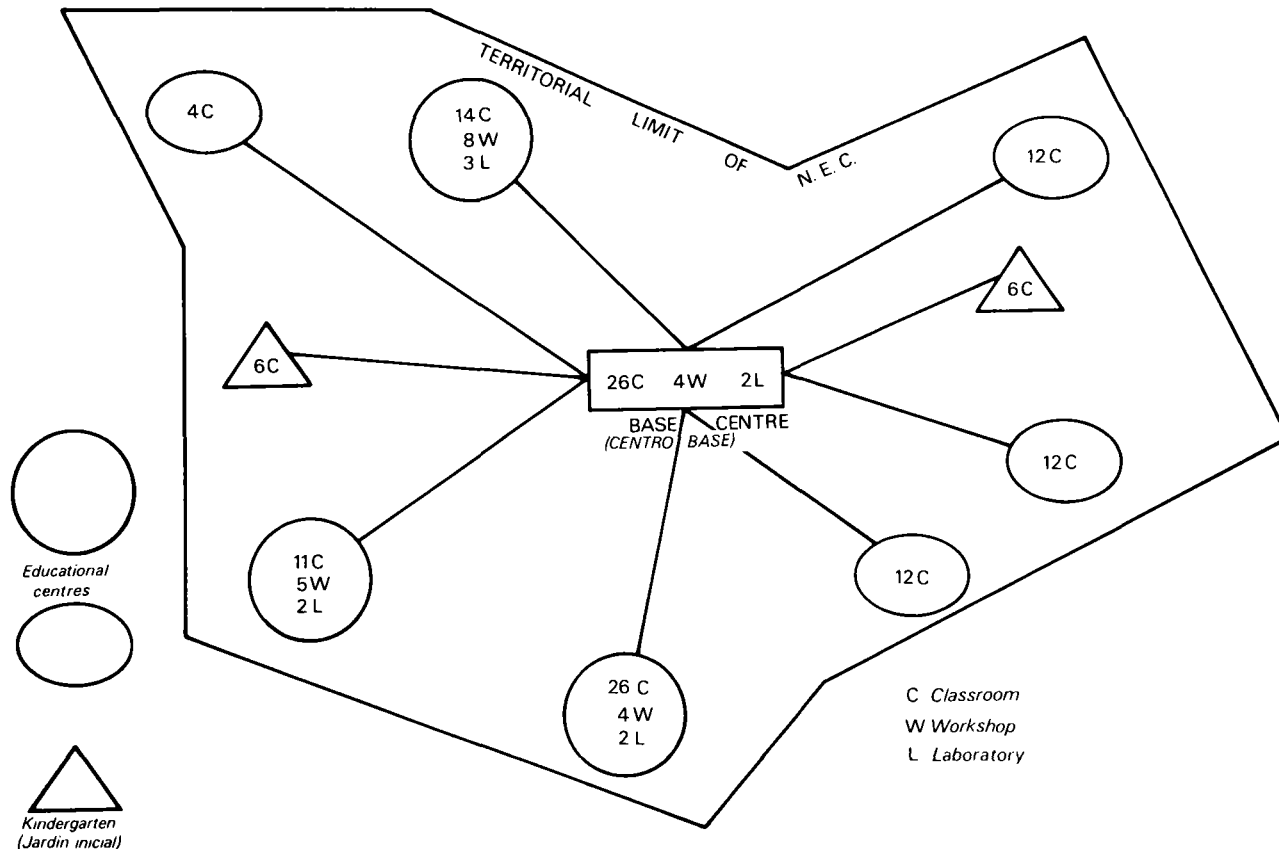 TERRITORIAL LIMIT OF N. E. C.
4C
14C
8W
3L
12C
6C
6C
26C 4W 2L
BASE CENTRE
(CENTRO BASE)
12C
12C
11C
5W
2L
26 C
4W
2L
Educational
centres
Kindergarten
(Jardin inicial)
C Classroom
W Workshop
L Laboratory